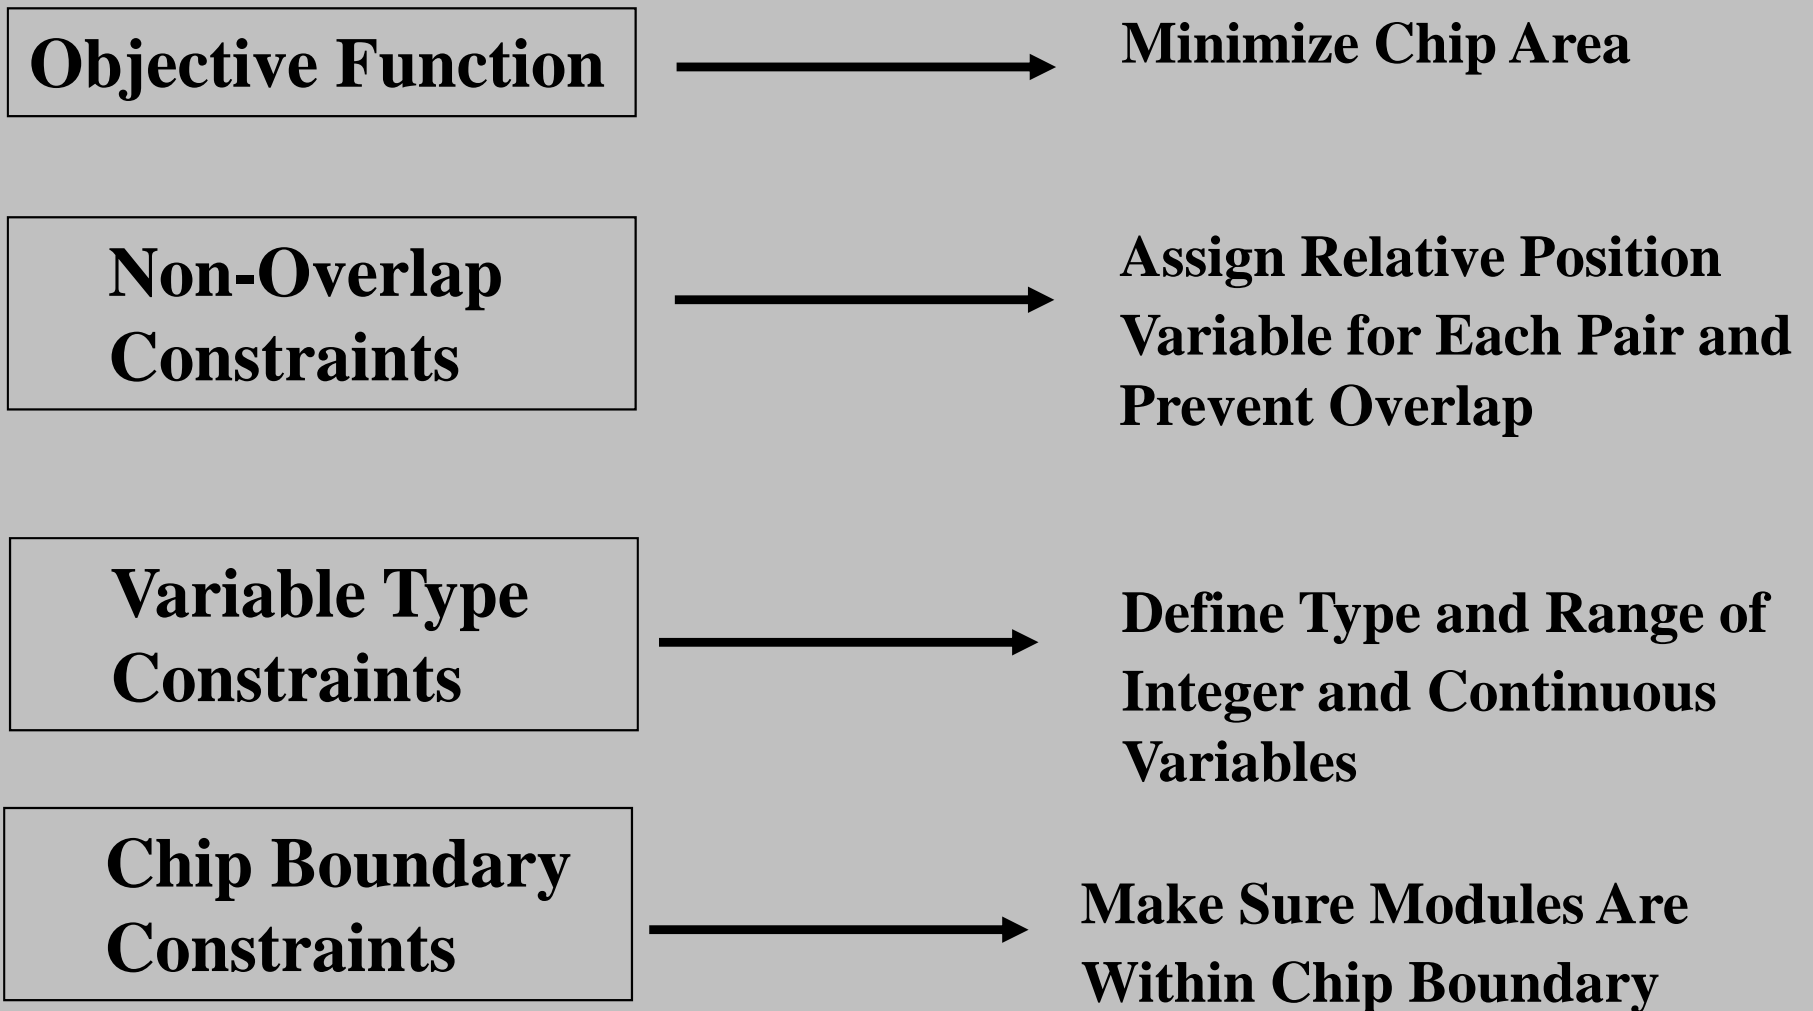 Objective Function
Minimize Chip Area
Non-Overlap
Constraints
Assign Relative Position
Variable for Each Pair and
Prevent Overlap
Variable Type
Constraints
Define Type and Range of
Integer and Continuous
Variables
Chip Boundary
Constraints
Make Sure Modules Are
Within Chip Boundary